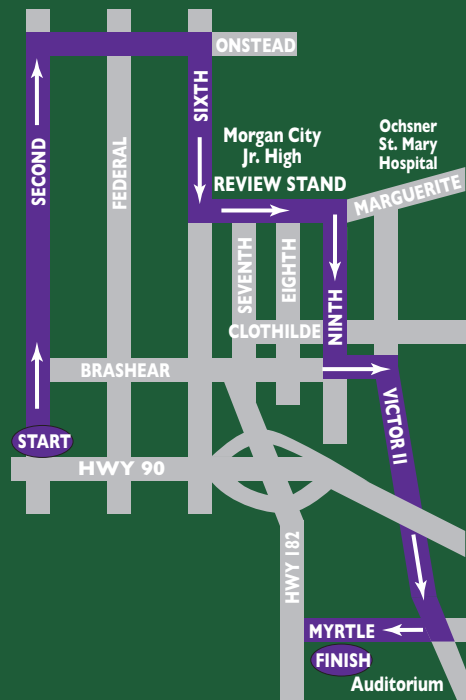 ONSTEAD
SIXTH
SECOND
FEDERAL
Morgan City
Jr. High
REVIEW STAND
Ochsner
St. Mary
Hospital
MARGUERITE
SEVENTH
EIGHTH
NINTH
CLOTHILDE
BRASHEAR
VICTOR II
START
HWY 90
HWY 182
MYRTLE
FINISH
Auditorium